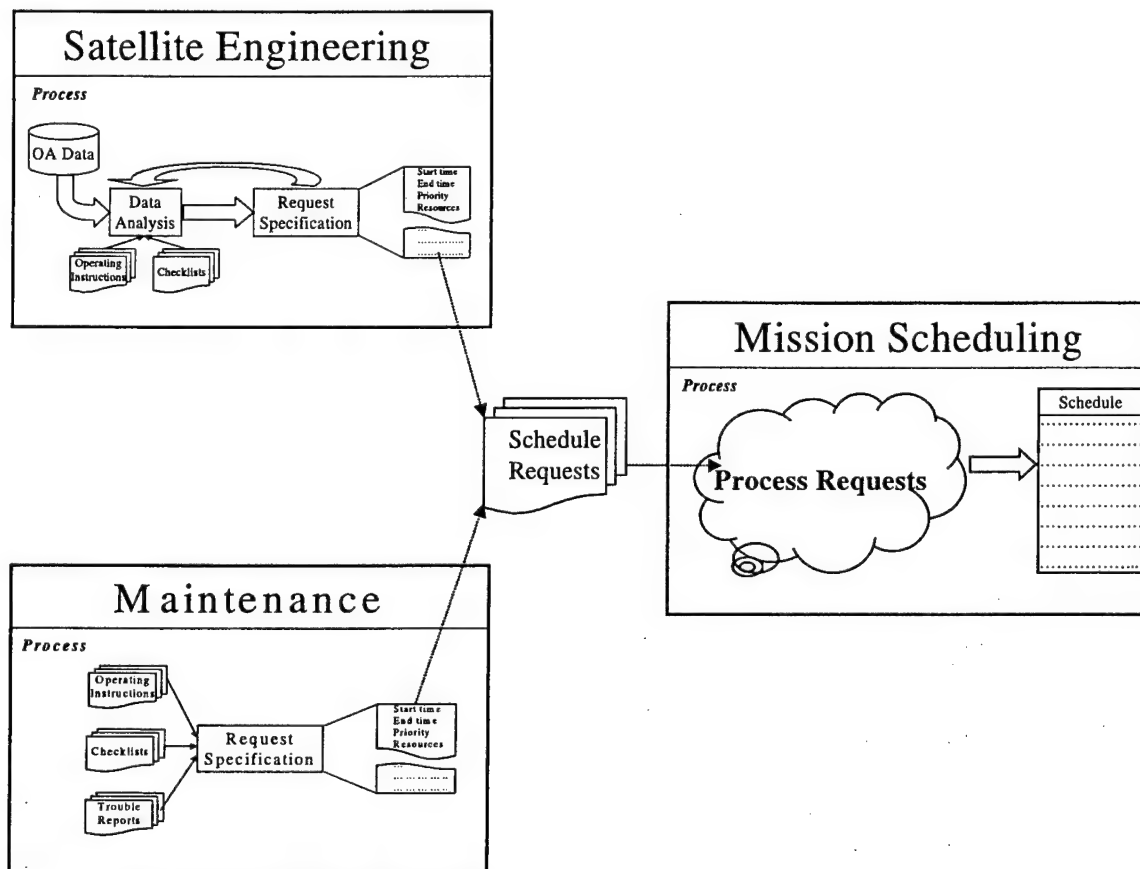 Satellite Engineering
Process
OA Data
Data
Analysis
Request
Specification
Start time
End time
Priority
Resources
Operating
Instructions
Checklists
Schedule
Requests
Mission Scheduling
Process
Process Requests
Schedule
Maintenance
Process
Operating
Instructions
Checklists
Trouble
Reports
Request
Specification
Start time
End time
Priority
Resources